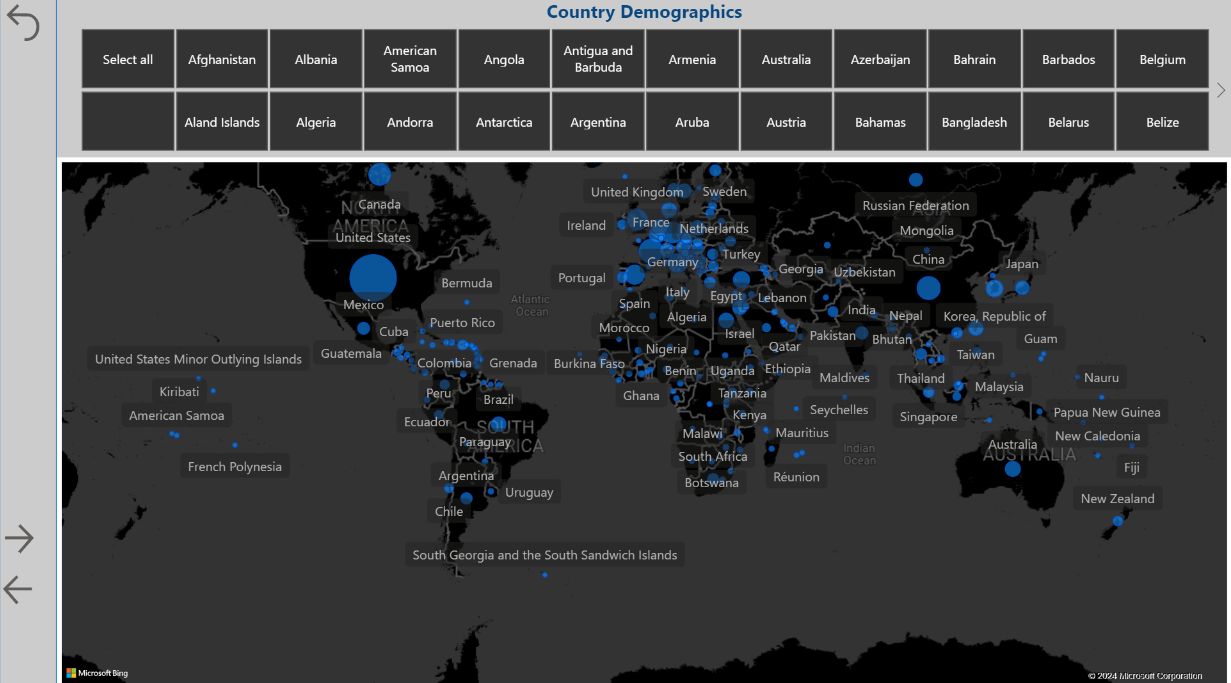 Country Demographics
Select all
Afghanistan
Albania
American
Samoa
Angola
Antigua and
Barbuda
Armenia
Australia
Azerbaijan
Bahrain
Barbados
Belgium
Aland Islands
Algeria
Andorra
Antarctica
Argentina
Aruba
Austria
Bahamas
Bangladesh
Belarus
Belize
United Kingdom
Sweden
Canada
NORTH
AMERICA
Russian Federation
ASIA
Ireland
France
Netherlands
United States
Mongolia
Germany
Turkey
China
Georgia
Uzbekistan
Japan
Portugal
Bermuda
Italy
Egypt
Lebanon
Atlantic
Ocean
Mexico
Spain
Algeria
India
Nepal
Korea, Republic of
Puerto Rico
Cuba
Morocco
Israel
Pakistan
Bhutan
Guam
United States Minor Outlying Islands
Guatemala
Colombia
Grenada
Burkina Faso
Nigeria
Qatar
Taiwan
Benin
Uganda
Ethiopia
Maldives
Thailand
Malaysia
Nauru
Kiribati
Peru
Brazil
Ghana
Tanzania
American Samoa
Ecuador
SOUTH
AMERICA
Paraguay
Kenya
Seychelles
Singapore
Papua New Guinea
Malawi
Mauritius
New Caledonia
Australia
AUSTRALIA
Indian
Ocean
South Africa
French Polynesia
Argentina
Botswana
Réunion
Fiji
Uruguay
Chile
New Zealand
South Georgia and the South Sandwich Islands
Microsoft Bing
© 2024 Microsoft Corporation